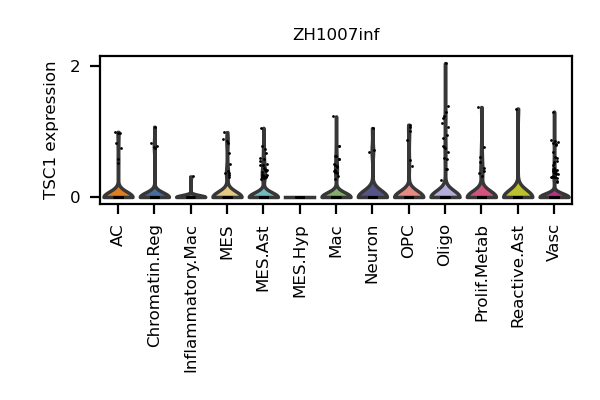 ZH1007inf
TSC1 expression
2
0
AC
Chromatin.Reg
Inflammatory.Mac
MES
MES.Ast
MES.Hyp
Mac
Neuron
OPC
Oligo
Prolif.Metab
Reactive.Ast
Vasc